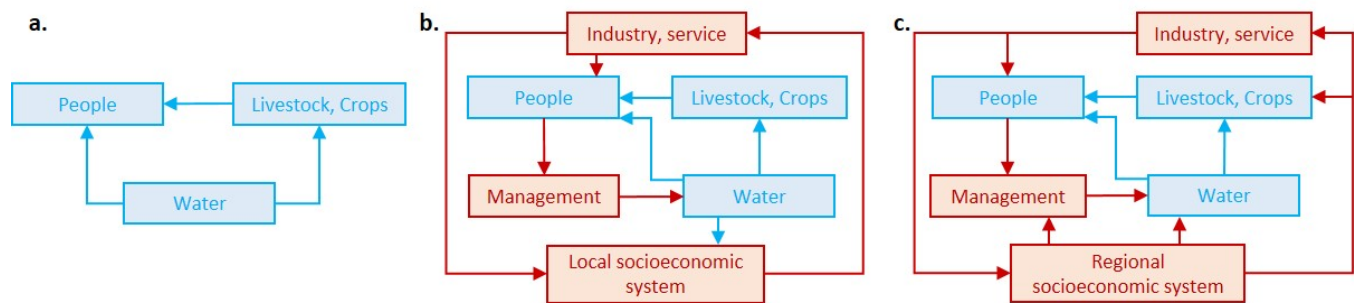 a.
People
Livestock, Crops
Water
b.
Industry, service
People
Livestock, Crops
Management
Water
Local socioeconomic
system
c.
Industry, service
People
Livestock, Crops
Management
Water
Regional
socioeconomic system